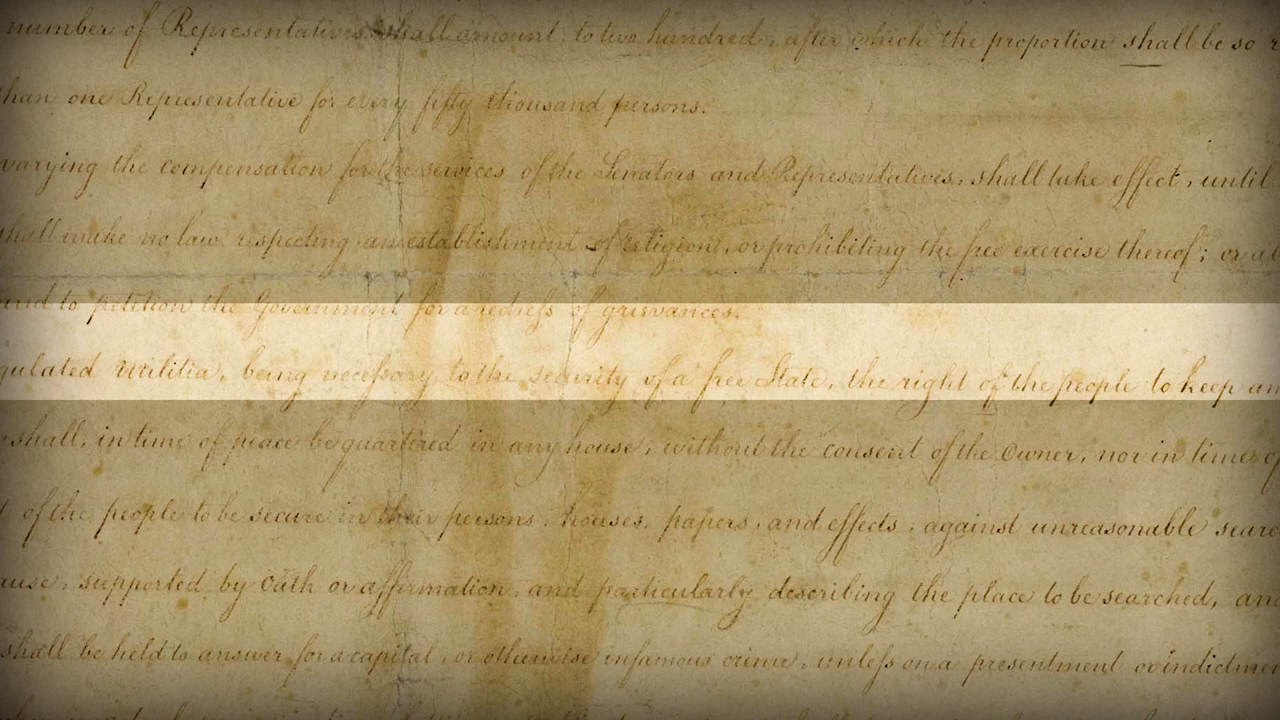 number of Representatives shall amount to two hundred, after which the proportion shall be so
than one Representative for every fifty thousand persons.
varying the compensation for the services of the Senators and Representatives, shall take effect, until
shall make no law respecting an establishment of religion, or prohibiting the free exercise thereof; or a
and to petition the Government for a redress of grievances.
gulated Militia, being necessary to the security of a free State, the right of the people to keep an
shall, in time of peace be quartered in any house, without the consent of the Owner, nor in time of
of the people to be secure in their persons, houses, papers, and effects, against unreasonable sear
ause, supported by Oath or affirmation, and particularly describing the place to be searched, and
shall be held to answer for a capital, or otherwise infamous crime, unless on a presentment or indictmen